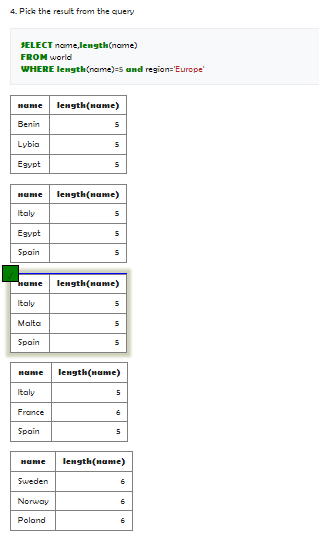 4. Pick the result from the query
SELECT name,length(name)
FROM world
WHERE length(name)=5 and region='Europe'
name length(name)
Benin 5
Lybia 5
Egypt 5
name length(name)
Italy 5
Egypt 5
Spain 5
name length(name)
Italy 5
Malta 5
Spain 5
name length(name)
Italy 5
France 6
Spain 5
name length(name)
Sweden 6
Norway 6
Poland 6